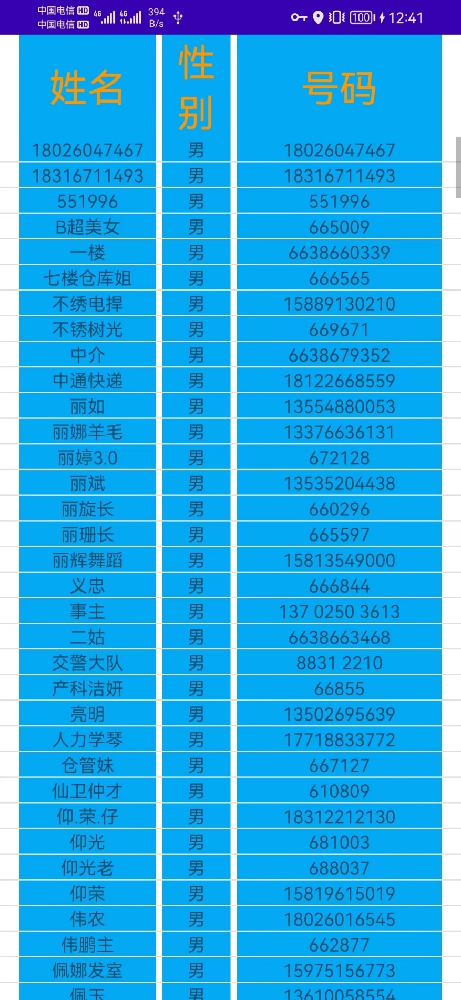 中国电信 HD 4G 4G 394 B/s 100 12:41
中国电信 HD
姓名 性别 号码
18026047467 男 18026047467
18316711493 男 18316711493
551996 男 551996
B超美女 男 665009
一楼 男 6638660339
七楼仓库姐 男 666565
不绣电捍 男 15889130210
不锈树光 男 669671
中介 男 6638679352
中通快递 男 18122668559
丽如 男 13554880053
丽娜羊毛 男 13376636131
丽婷3.0 男 672128
丽斌 男 13535204438
丽旋长 男 660296
丽珊长 男 665597
丽辉舞蹈 男 15813549000
义忠 男 666844
事主 男 137 0250 3613
二姑 男 6638663468
交警大队 男 8831 2210
产科洁妍 男 66855
亮明 男 13502695639
人力学琴 男 17718833772
仓管妹 男 667127
仙卫仲才 男 610809
仰.荣.仔 男 18312212130
仰光 男 681003
仰光老 男 688037
仰荣 男 15819615019
伟农 男 18026016545
伟鹏主 男 662877
佩娜发室 男 15975156773
佩玉 男 13610058554